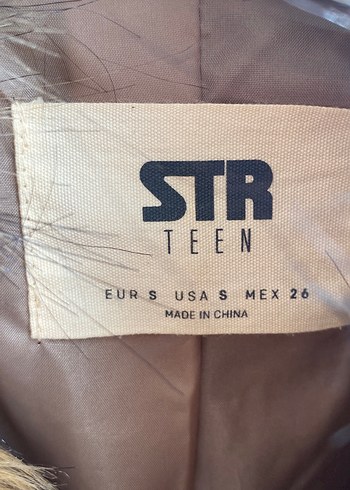 STR
TEEN
EUR S USA S MEX 26
MADE IN CHINA